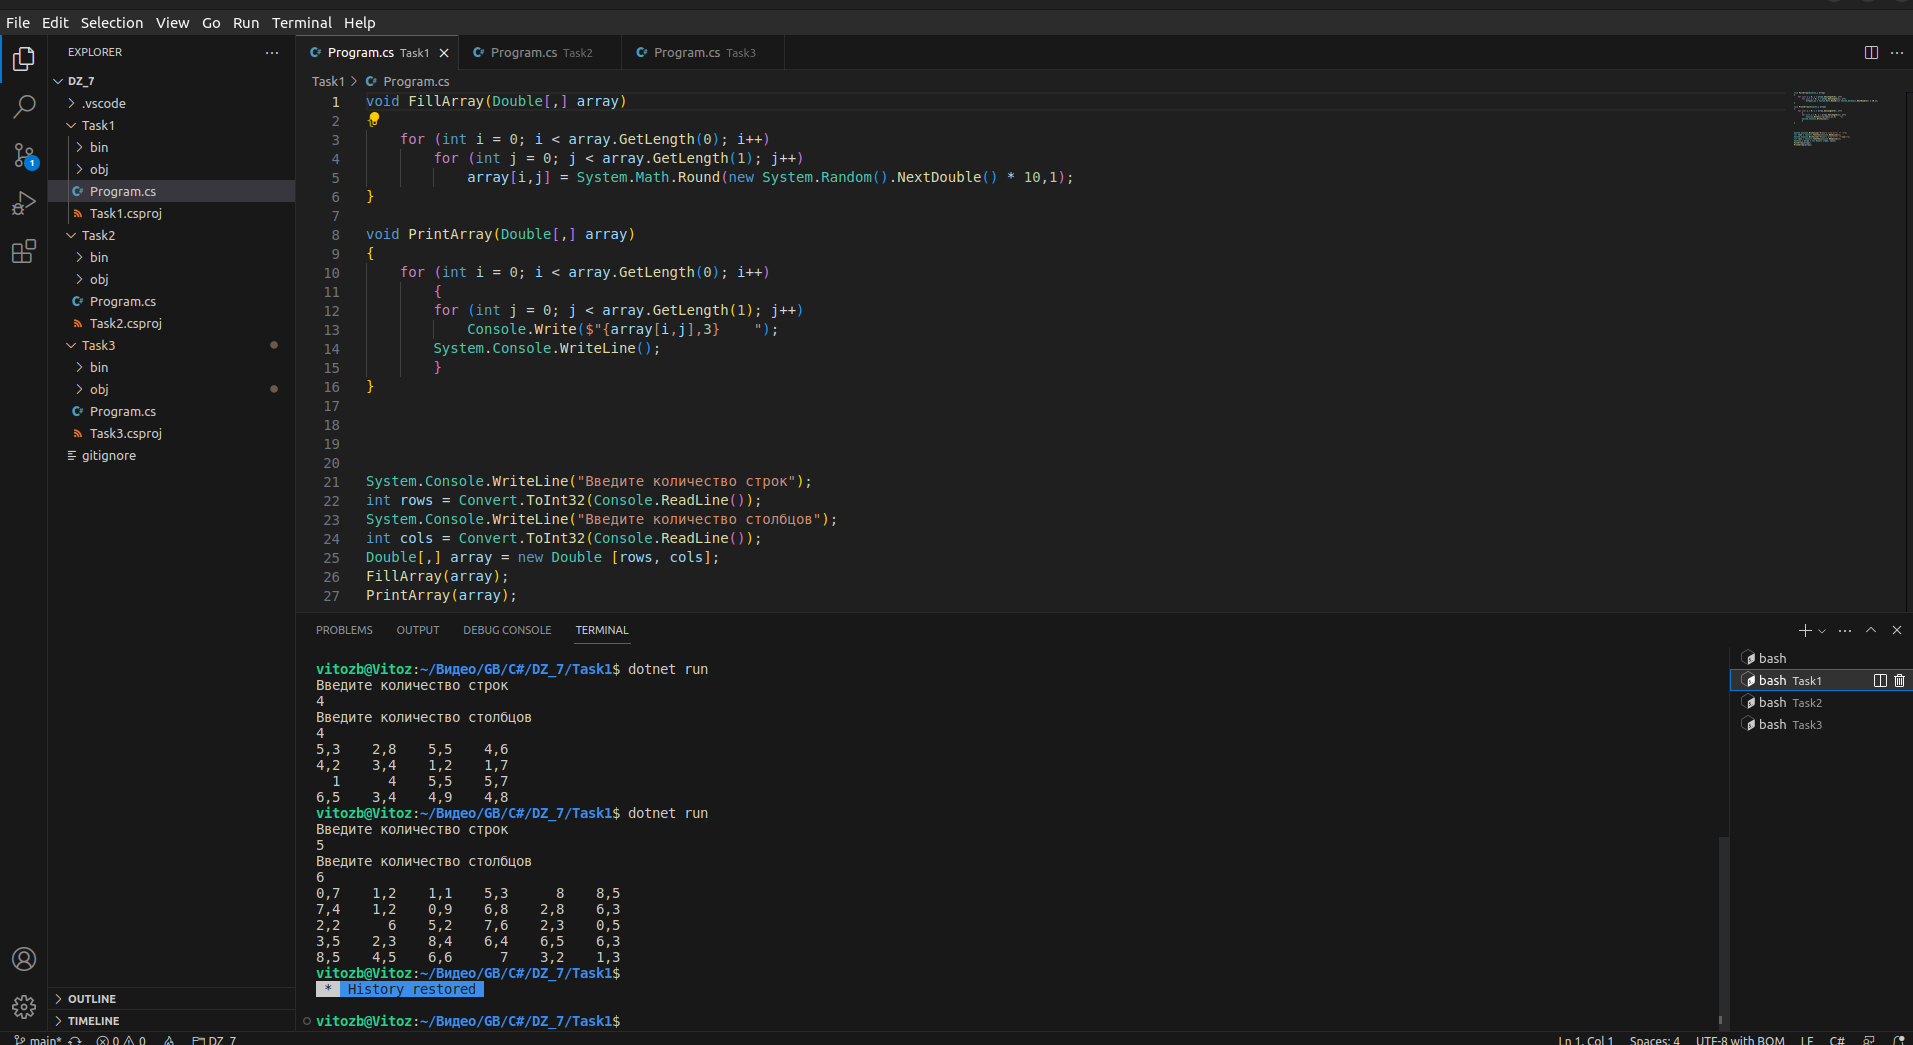 File Edit Selection View Go Run Terminal Help
EXPLORER
DZ_7
.vscode
Task1
bin
obj
Program.cs
Task1.csproj
Task2
bin
obj
Program.cs
Task2.csproj
Task3
bin
obj
Program.cs
Task3.csproj
gitignore
OUTLINE
TIMELINE
1
Program.cs Task1
Program.cs Task2
Program.cs Task3
Task1 > Program.cs
1 void FillArray(Double[,] array)
2 {
3 for (int i = 0; i < array.GetLength(0); i++)
4 for (int j = 0; j < array.GetLength(1); j++)
5 array[i,j] = System.Math.Round(new System.Random().NextDouble() * 10,1);
6 }
7
8 void PrintArray(Double[,] array)
9 {
10 for (int i = 0; i < array.GetLength(0); i++)
11 {
12 for (int j = 0; j < array.GetLength(1); j++)
13 Console.Write($"{array[i,j],3}    ");
14 System.Console.WriteLine();
15 }
16 }
17
18
19
20
21 System.Console.WriteLine("Введите количество строк");
22 int rows = Convert.ToInt32(Console.ReadLine());
23 System.Console.WriteLine("Введите количество столбцов");
24 int cols = Convert.ToInt32(Console.ReadLine());
25 Double[,] array = new Double [rows, cols];
26 FillArray(array);
27 PrintArray(array);
PROBLEMS OUTPUT DEBUG CONSOLE TERMINAL
vitozb@Vitoz:~/Видео/GB/C#/DZ_7/Task1$ dotnet run
Введите количество строк
4
Введите количество столбцов
4
5,3 2,8 5,5 4,6
4,2 3,4 1,2 1,7
1 4 5,5 5,7
6,5 3,4 4,9 4,8
vitozb@Vitoz:~/Видео/GB/C#/DZ_7/Task1$ dotnet run
Введите количество строк
5
Введите количество столбцов
6
0,7 1,2 1,1 5,3 8 8,5
7,4 1,2 0,9 6,8 2,8 6,3
2,2 6 5,2 7,6 2,3 0,5
3,5 2,3 8,4 6,4 6,5 6,3
8,5 4,5 6,6 7 3,2 1,3
vitozb@Vitoz:~/Видео/GB/C#/DZ_7/Task1$
* History restored
vitozb@Vitoz:~/Видео/GB/C#/DZ_7/Task1$
bash
bash Task1
bash Task2
bash Task3
main* 0 0 DZ_7 Ln 1, Col 1 Spaces: 4 UTF-8 with BOM LF C#